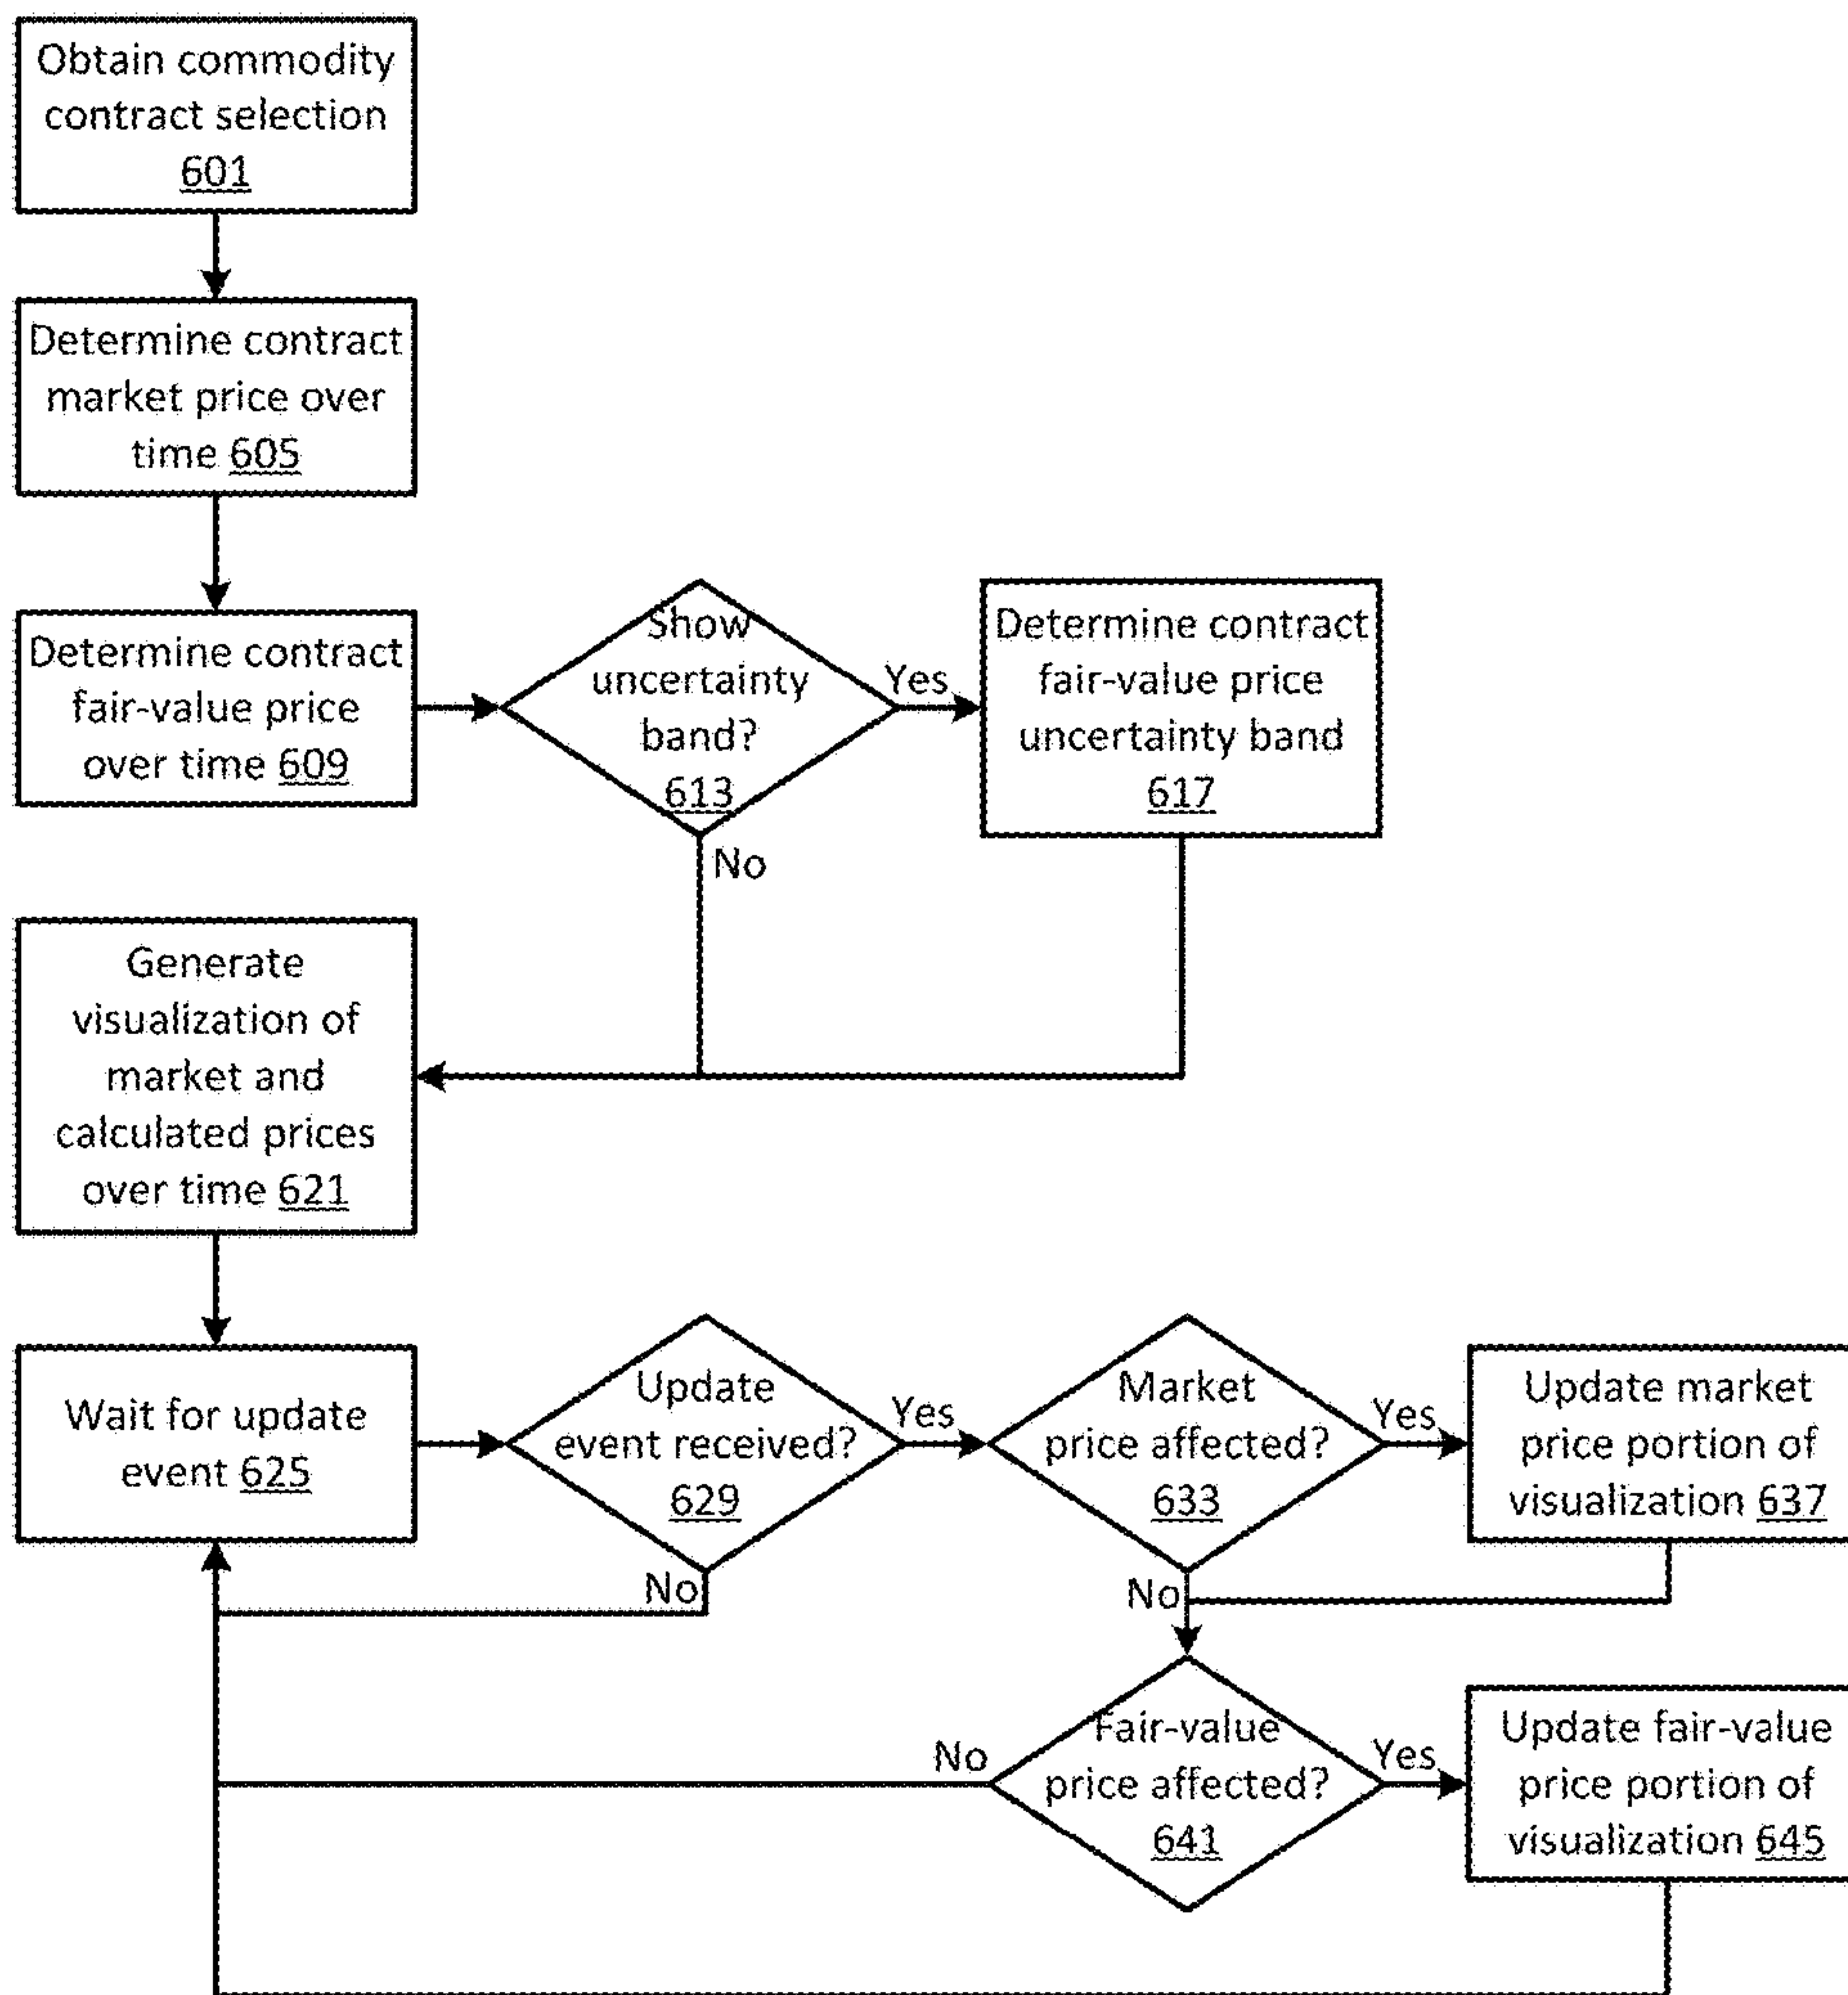 Obtain commodity
contract selection
601
Determine contract
market price over
time 605
Determine contract
fair-value price
over time 609
Show
uncertainty
band?
613
Yes
No
Determine contract
fair-value price
uncertainty band
617
Generate
visualization of
market and
calculated prices
over time 621
Wait for update
event 625
Update
event received?
629
Yes
No
Market
price affected?
633
Yes
No
Update market
price portion of
visualization 637
Fair-value
price affected?
641
No
Yes
Update fair-value
price portion of
visualization 645